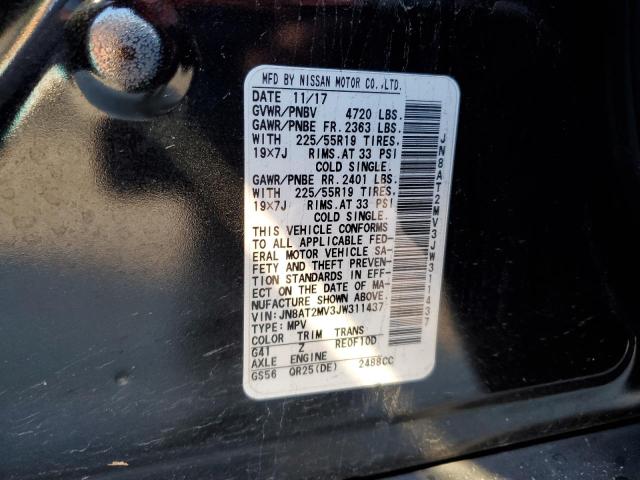 MFD BY NISSAN MOTOR CO.,LTD.
DATE 11/17
GVWR/PNBV 4720 LBS.
GAWR/PNBE FR. 2363 LBS.
WITH 225/55R19 TIRES.
19×7J RIMS.AT 33 PSI
COLD SINGLE.
GAWR/PNBE RR. 2401 LBS.
WITH 225/55R19 TIRES.
19×7J RIMS.AT 33 PSI
COLD SINGLE.
THIS VEHICLE CONFORMS
TO ALL APPLICABLE FED-
ERAL MOTOR VEHICLE SA-
FETY AND THEFT PREVEN-
TION STANDARDS IN EFF-
ECT ON THE DATE OF MA-
NUFACTURE SHOWN ABOVE.
VIN: JN8AT2MV3JW311437
TYPE: MPV
COLOR TRIM TRANS
G41 Z RE0F10D
AXLE ENGINE
GS56 QR25(DE) 2488CC
JN8AT2MV3JW311437